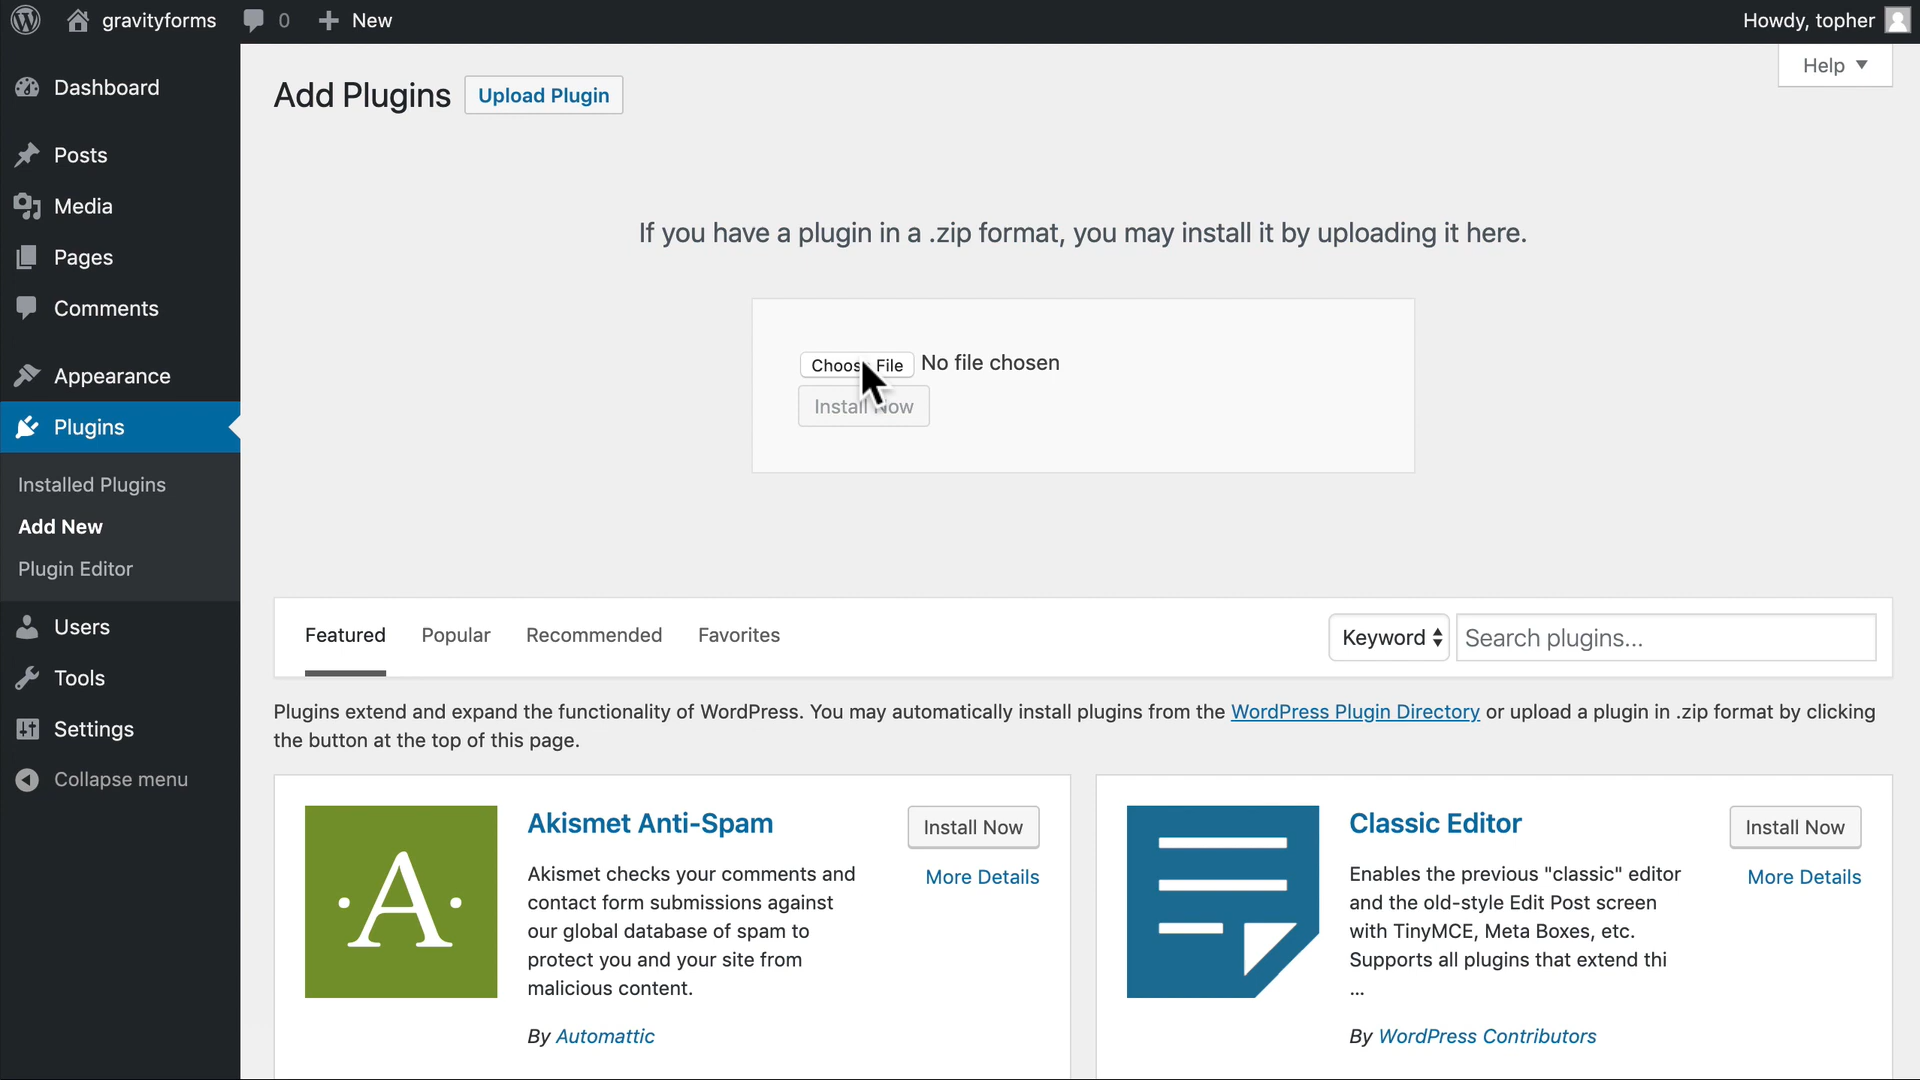 gravityforms
0
New
Howdy, topher
Help
Dashboard
Posts
Media
Pages
Comments
Appearance
Plugins
Installed Plugins
Add New
Plugin Editor
Users
Tools
Settings
Collapse menu
Add Plugins
Upload Plugin
If you have a plugin in a .zip format, you may install it by uploading it here.
Choose File No file chosen
Install Now
Featured
Popular
Recommended
Favorites
Keyword
Search plugins...
Plugins extend and expand the functionality of WordPress. You may automatically install plugins from the WordPress Plugin Directory or upload a plugin in .zip format by clicking
the button at the top of this page.
A
Akismet Anti-Spam
Install Now
More Details
Akismet checks your comments and
contact form submissions against
our global database of spam to
protect you and your site from
malicious content.
By Automattic
Classic Editor
Install Now
More Details
Enables the previous "classic" editor
and the old-style Edit Post screen
with TinyMCE, Meta Boxes, etc.
Supports all plugins that extend thi
...
By WordPress Contributors